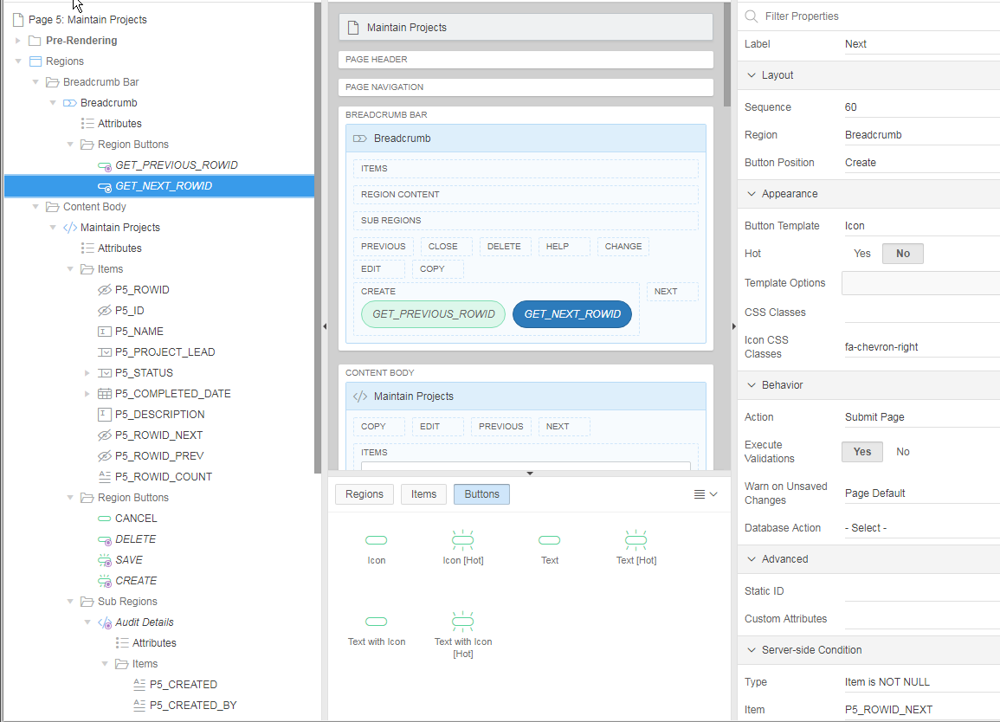 Page 5: Maintain Projects
Pre-Rendering
Regions
Breadcrumb Bar
Breadcrumb
Attributes
Region Buttons
GET_PREVIOUS_ROWID
GET_NEXT_ROWID
Content Body
Maintain Projects
Attributes
Items
P5_ROWID
P5_ID
P5_NAME
P5_PROJECT_LEAD
P5_STATUS
P5_COMPLETED_DATE
P5_DESCRIPTION
P5_ROWID_NEXT
P5_ROWID_PREV
P5_ROWID_COUNT
Region Buttons
CANCEL
DELETE
SAVE
CREATE
Sub Regions
Audit Details
Attributes
Items
P5_CREATED
P5_CREATED_BY
Maintain Projects
PAGE HEADER
PAGE NAVIGATION
BREADCRUMB BAR
Breadcrumb
ITEMS
REGION CONTENT
SUB REGIONS
PREVIOUS CLOSE DELETE HELP CHANGE
EDIT COPY
CREATE NEXT
GET_PREVIOUS_ROWID GET_NEXT_ROWID
CONTENT BODY
Maintain Projects
COPY EDIT PREVIOUS NEXT
ITEMS
Regions Items Buttons
Icon Icon [Hot] Text Text [Hot]
Text with Icon Text with Icon
[Hot]
Filter Properties
Label Next
Layout
Sequence 60
Region Breadcrumb
Button Position Create
Appearance
Button Template Icon
Hot Yes No
Template Options
CSS Classes
Icon CSS
Classes fa-chevron-right
Behavior
Action Submit Page
Execute
Validations Yes No
Warn on Unsaved
Changes Page Default
Database Action - Select -
Advanced
Static ID
Custom Attributes
Server-side Condition
Type Item is NOT NULL
Item P5_ROWID_NEXT